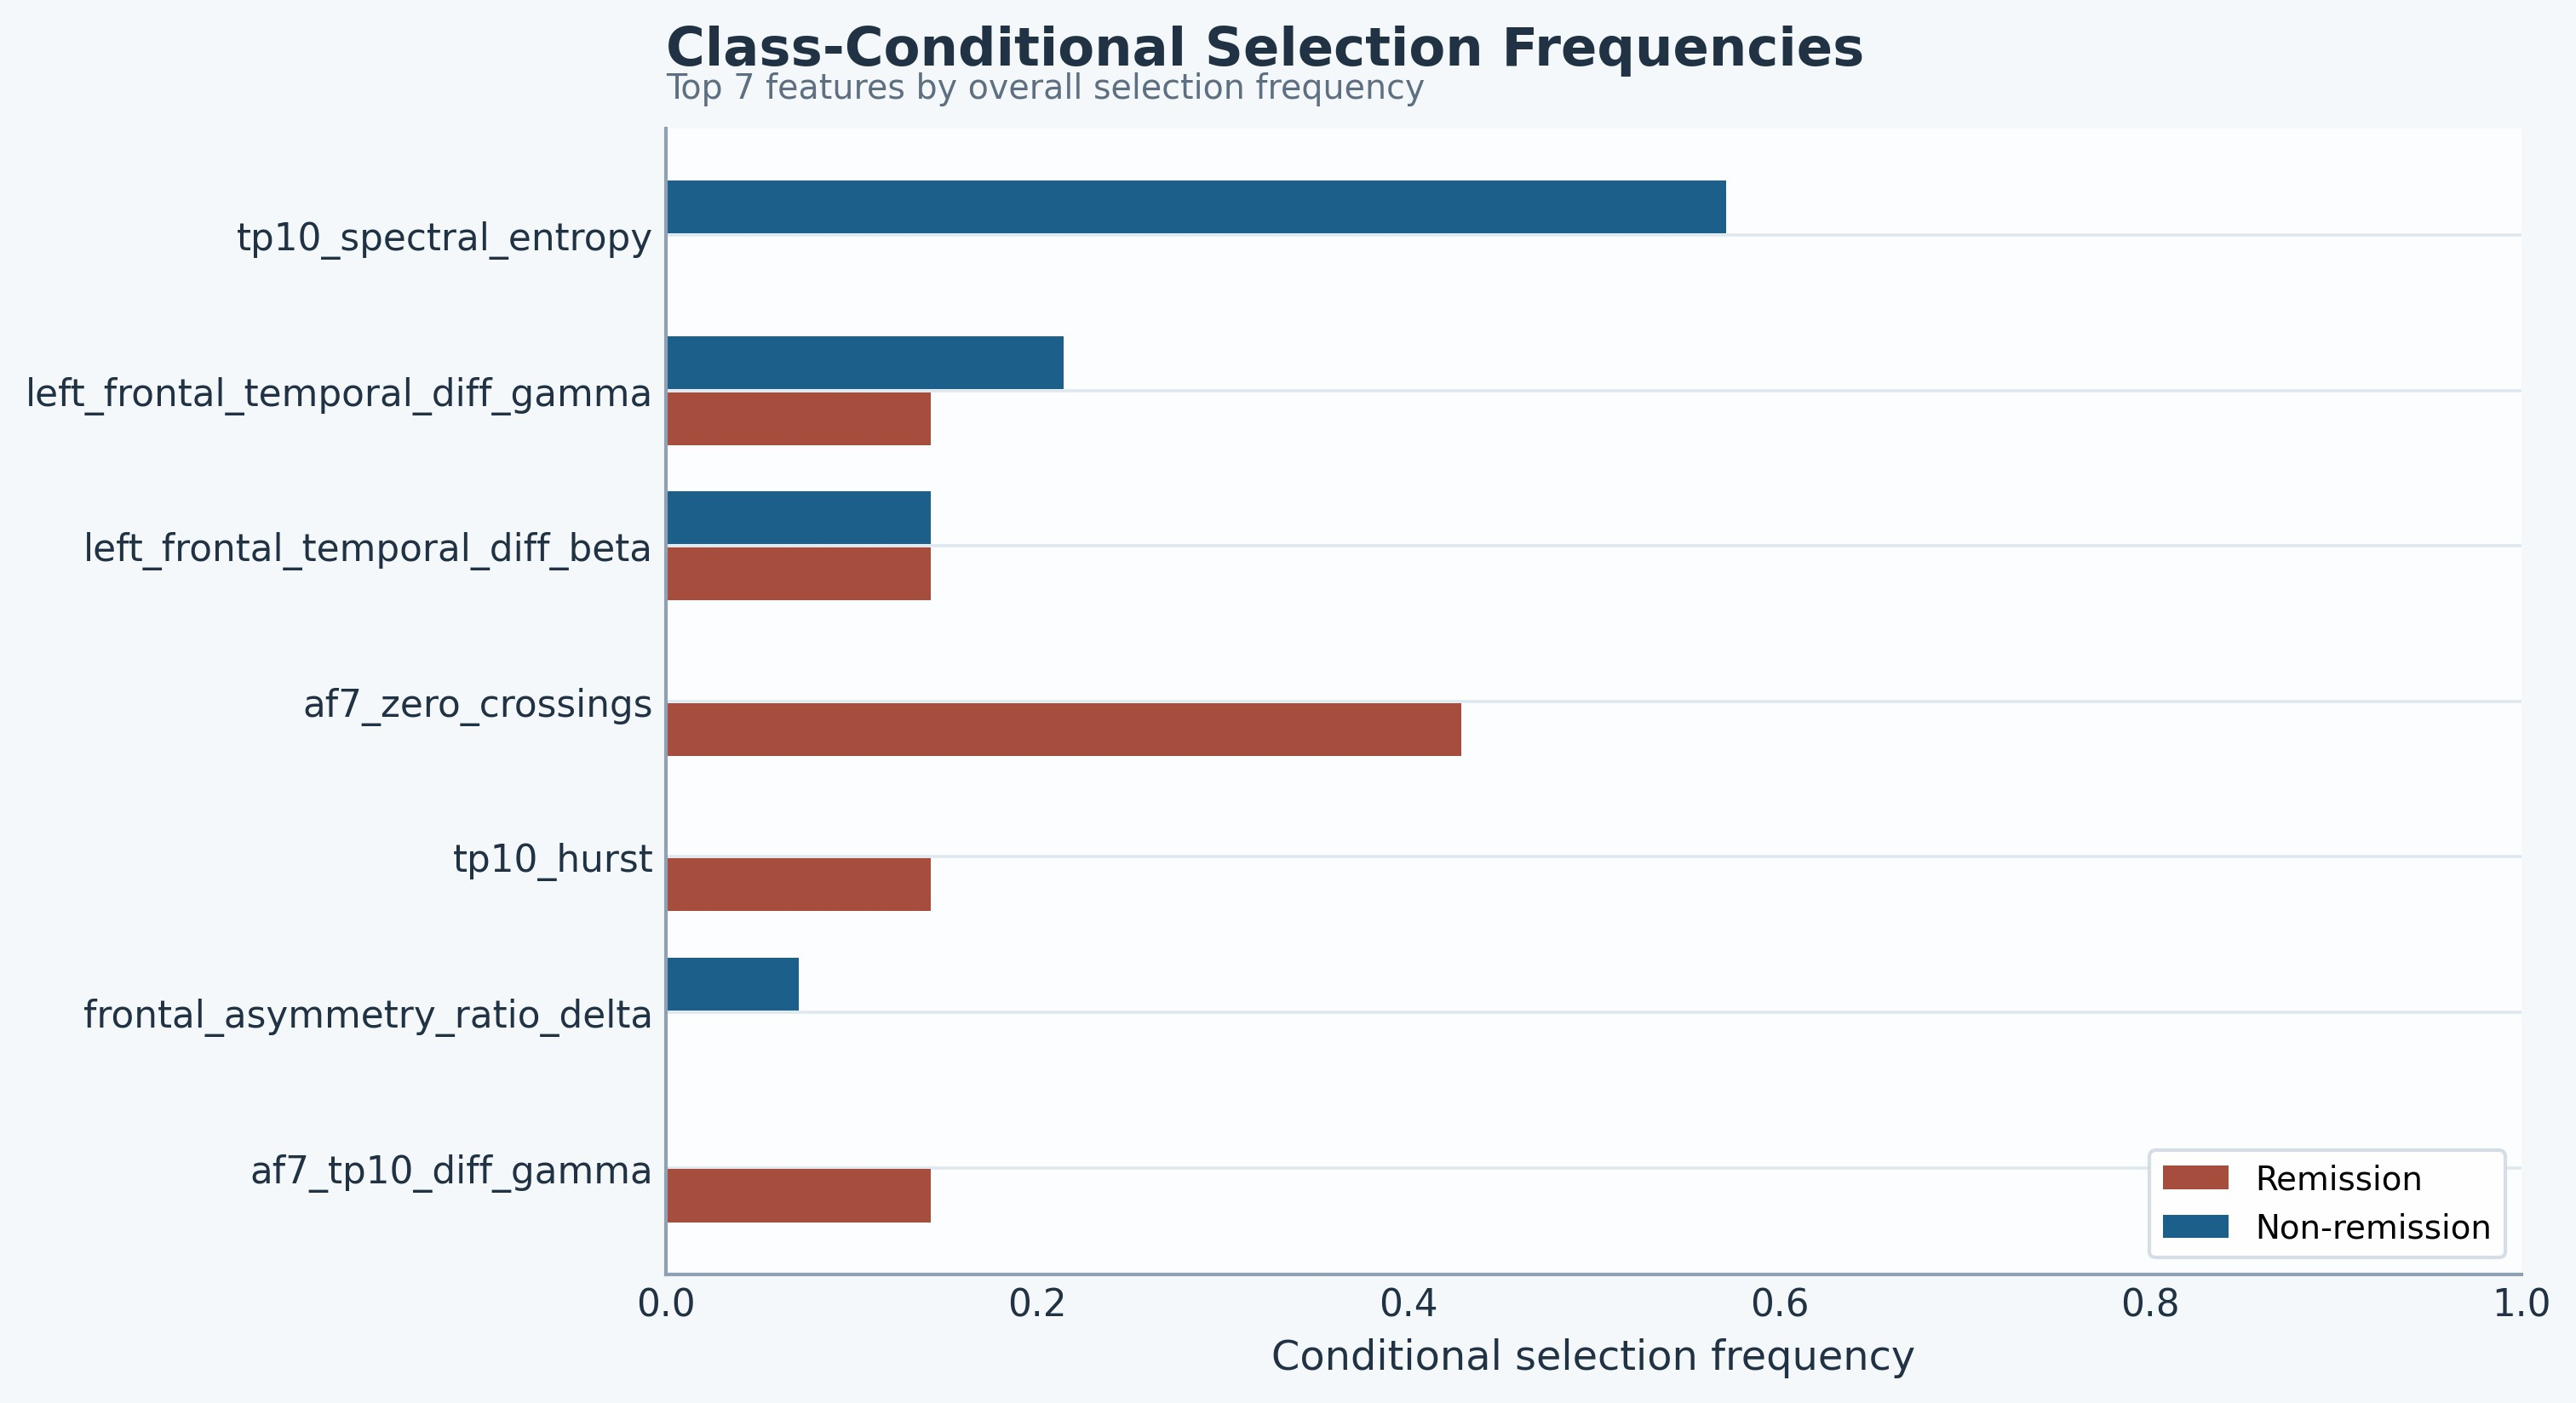 Class-Conditional Selection Frequencies
Top 7 features by overall selection frequency
tp10_spectral_entropy
left_frontal_temporal_diff_gamma
left_frontal_temporal_diff_beta
af7_zero_crossings
tp10_hurst
frontal_asymmetry_ratio_delta
af7_tp10_diff_gamma
Remission
Non-remission
0.0 0.2 0.4 0.6 0.8 1.0
Conditional selection frequency